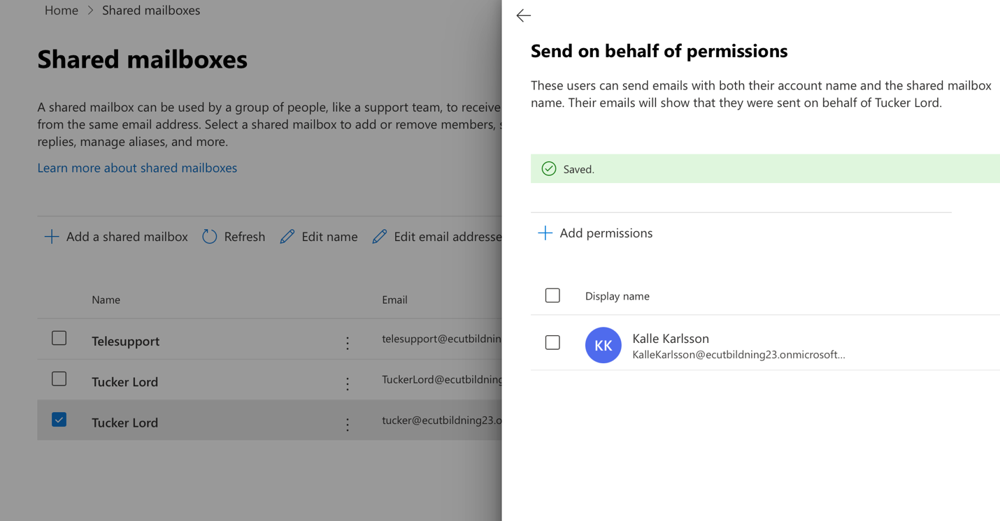 Home > Shared mailboxes
Shared mailboxes
A shared mailbox can be used by a group of people, like a support team, to receive
from the same email address. Select a shared mailbox to add or remove members,
replies, manage aliases, and more.
Learn more about shared mailboxes
Add a shared mailbox Refresh Edit name Edit email addresse
Name Email
Telesupport telesupport@ecutbildnin
Tucker Lord TuckerLord@ecutbildning
Tucker Lord tucker@ecutbildning23.o
Send on behalf of permissions
These users can send emails with both their account name and the shared mailbox
name. Their emails will show that they were sent on behalf of Tucker Lord.
Saved.
Add permissions
Display name
KK
Kalle Karlsson
KalleKarlsson@ecutbildning23.onmicrosoft...